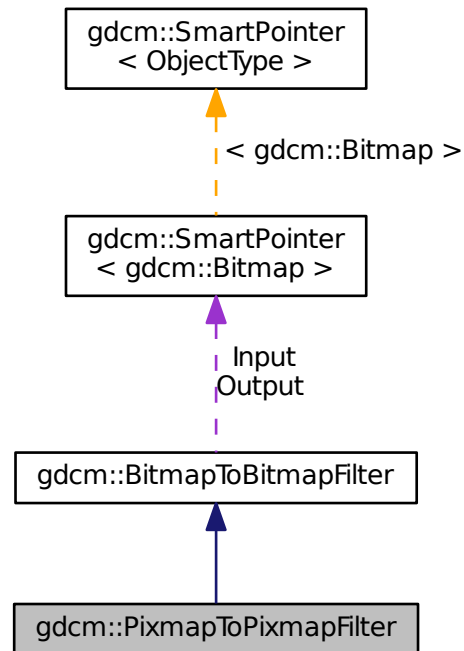 gdcm::SmartPointer
< ObjectType >
< gdcm::Bitmap >
gdcm::SmartPointer
< gdcm::Bitmap >
Input
Output
gdcm::BitmapToBitmapFilter
gdcm::PixmapToPixmapFilter